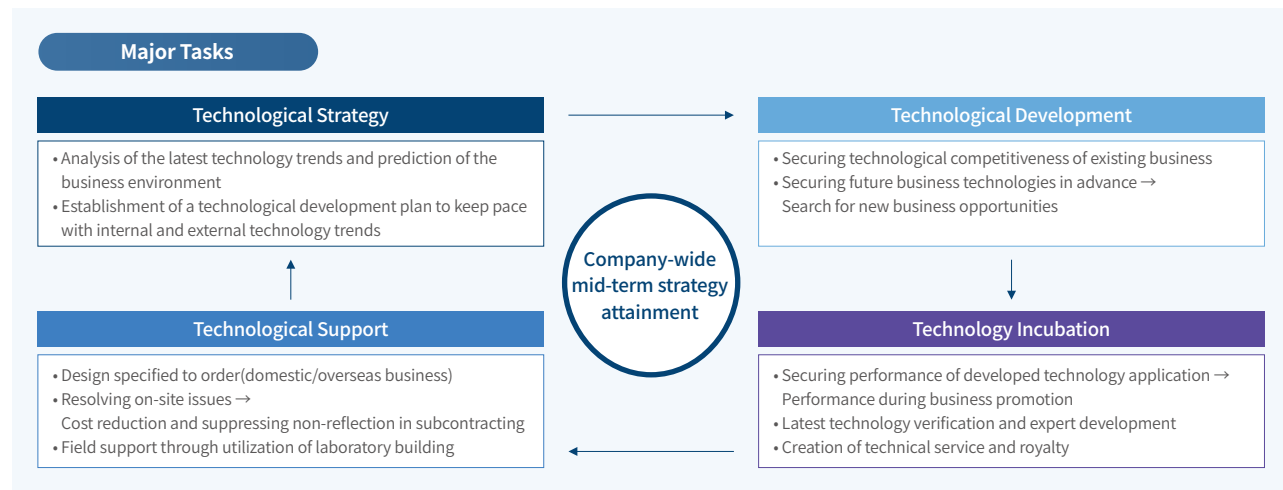 Major Tasks
Technological Strategy
• Analysis of the latest technology trends and prediction of the
business environment
• Establishment of a technological development plan to keep pace
with internal and external technology trends
Technological Development
• Securing technological competitiveness of existing business
• Securing future business technologies in advance →
Search for new business opportunities
Company-wide
mid-term strategy
attainment
Technological Support
• Design specified to order(domestic/overseas business)
• Resolving on-site issues →
Cost reduction and suppressing non-reflection in subcontracting
• Field support through utilization of laboratory building
Technology Incubation
• Securing performance of developed technology application →
Performance during business promotion
• Latest technology verification and expert development
• Creation of technical service and royalty